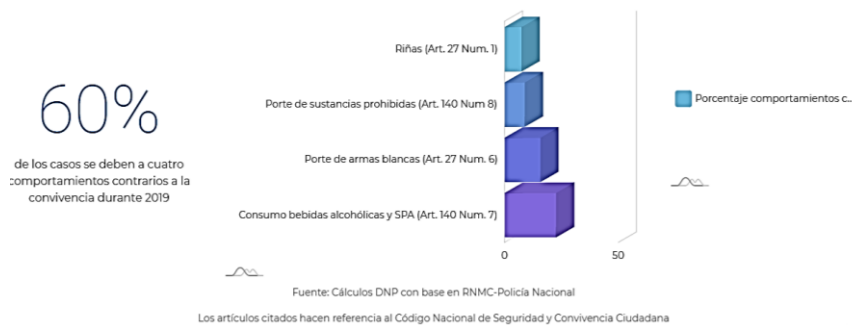 60%
de los casos se deben a cuatro
comportamientos contrarios a la
convivencia durante 2019
Riñas (Art. 27 Num. 1)
Porte de sustancias prohibidas (Art. 140 Num 8)
Porte de armas blancas (Art. 27 Num. 6)
Consumo bebidas alcohólicas y SPA (Art. 140 Num. 7)
0 50
Porcentaje comportamientos c...
Fuente: Cálculos DNP con base en RNMC-Policía Nacional
Los artículos citados hacen referencia al Código Nacional de Seguridad y Convivencia Ciudadana